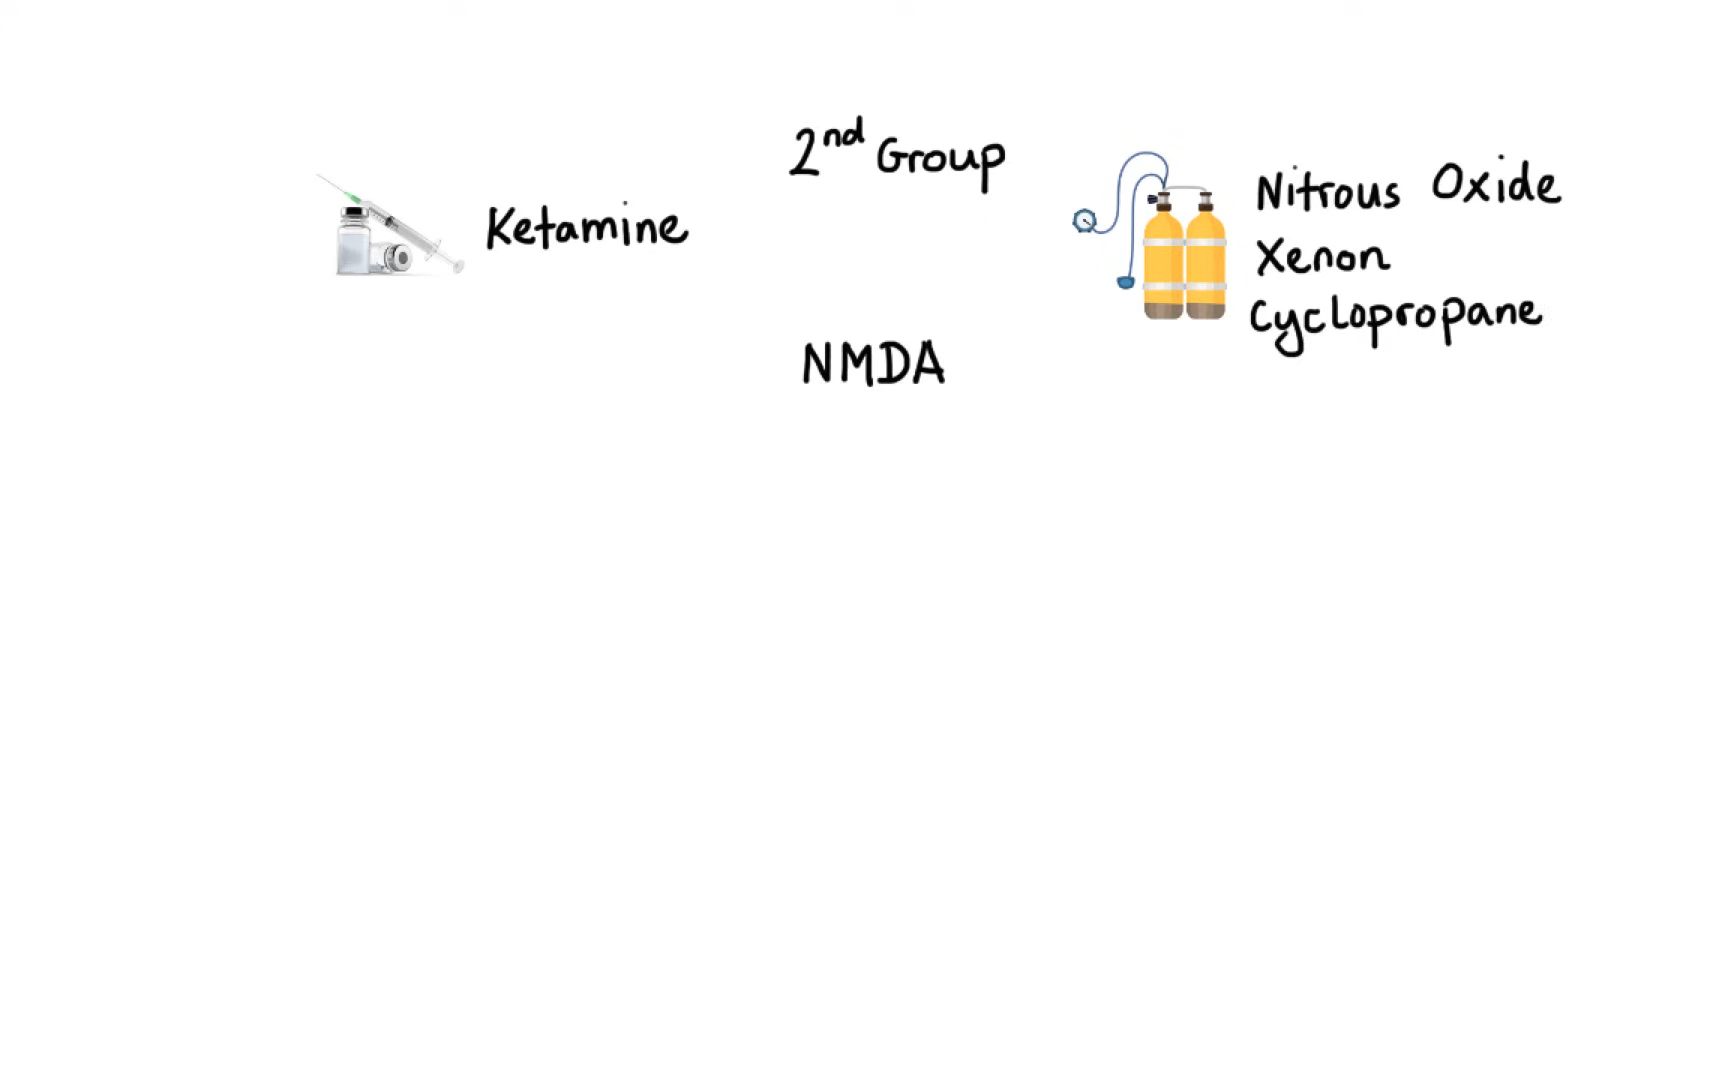 2nd Group
Ketamine
Nitrous Oxide
Xenon
Cyclopropane
NMDA